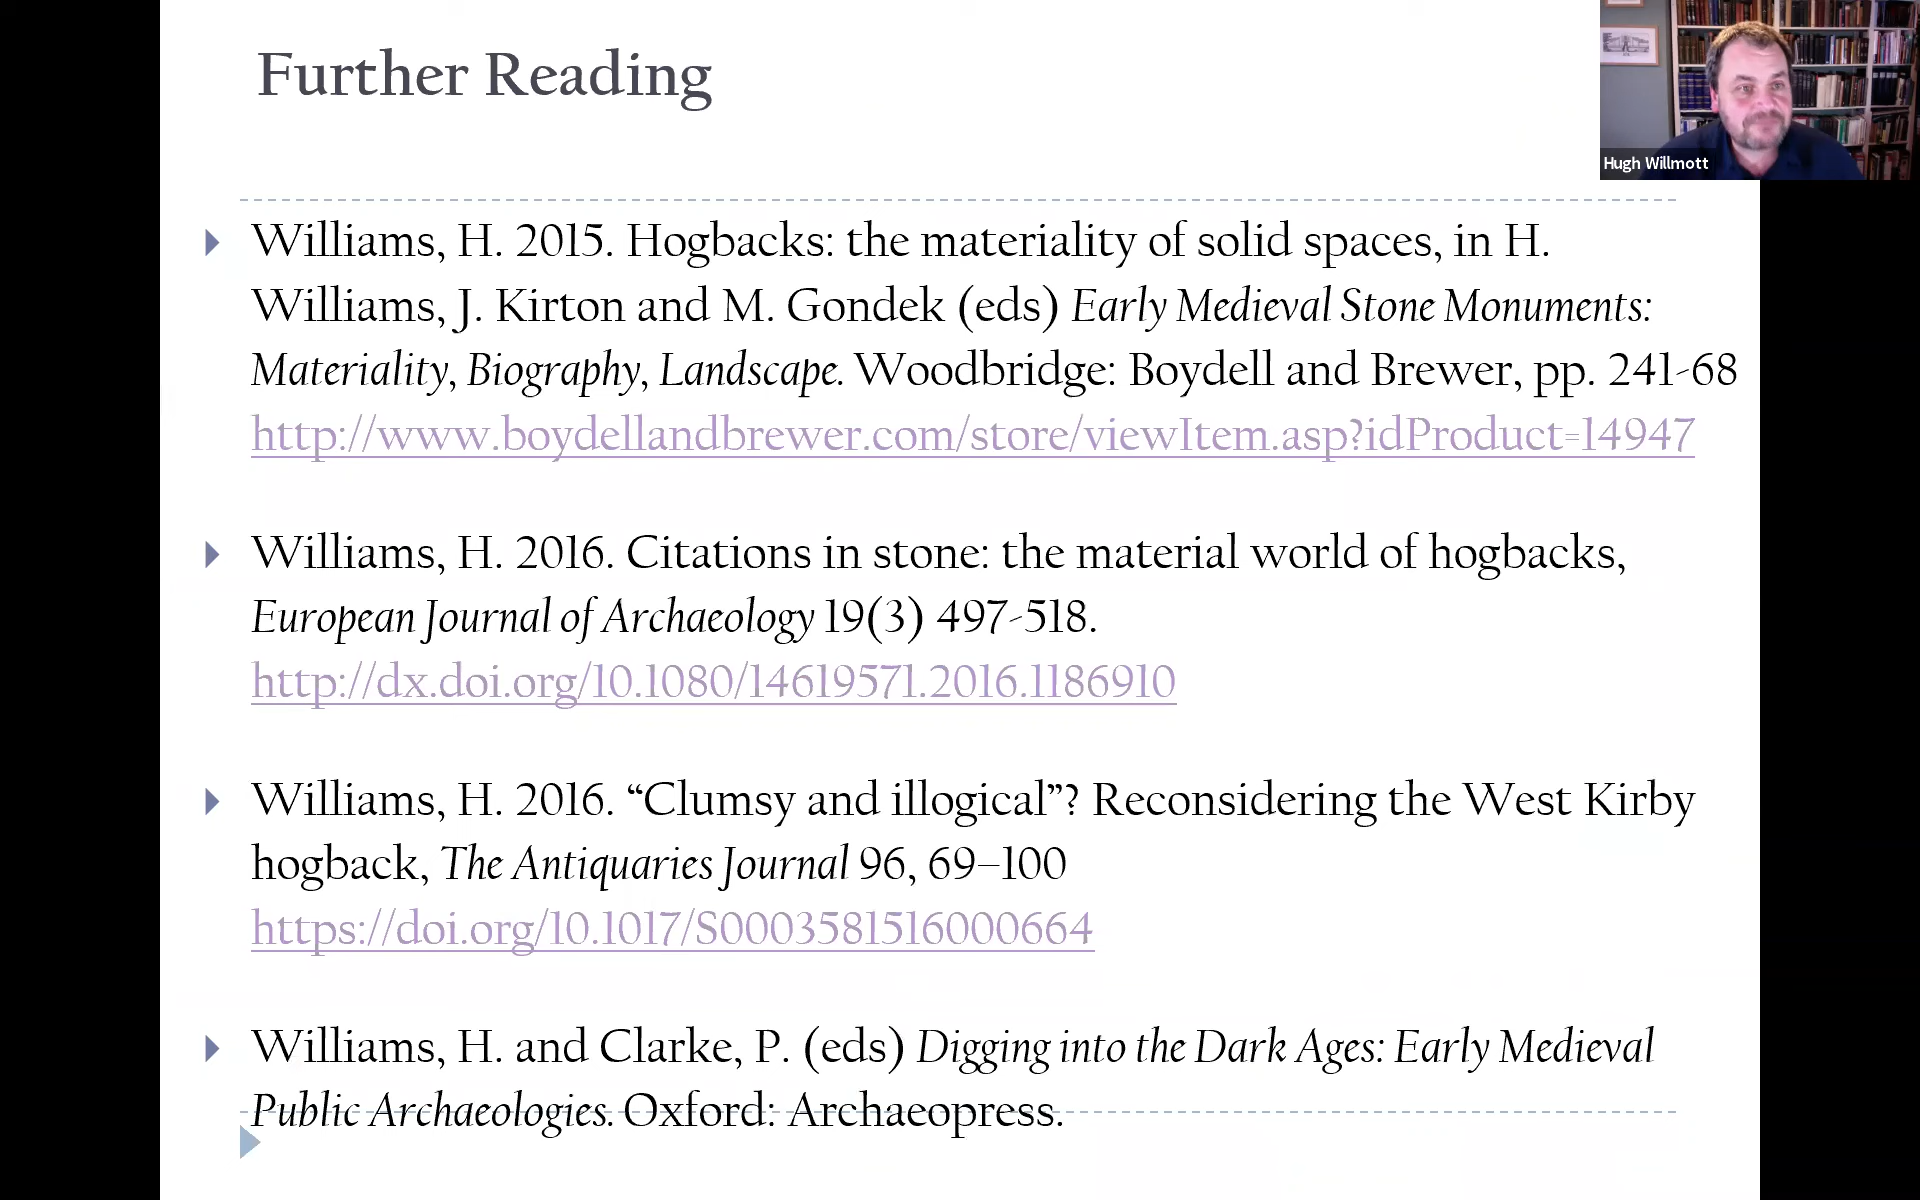 Further Reading
Hugh Willmott
Williams, H. 2015. Hogbacks: the materiality of solid spaces, in H.
Williams, J. Kirton and M. Gondek (eds) Early Medieval Stone Monuments:
Materiality, Biography, Landscape. Woodbridge: Boydell and Brewer, pp. 241-68
http://www.boydellandbrewer.com/store/viewItem.asp?idProduct=14947
Williams, H. 2016. Citations in stone: the material world of hogbacks,
European Journal of Archaeology 19(3) 497-518.
http://dx.doi.org/10.1080/14619571.2016.1186910
Williams, H. 2016. “Clumsy and illogical”? Reconsidering the West Kirby
hogback, The Antiquaries Journal 96, 69–100
https://doi.org/10.1017/S0003581516000664
Williams, H. and Clarke, P. (eds) Digging into the Dark Ages: Early Medieval
Public Archaeologies. Oxford: Archaeopress.